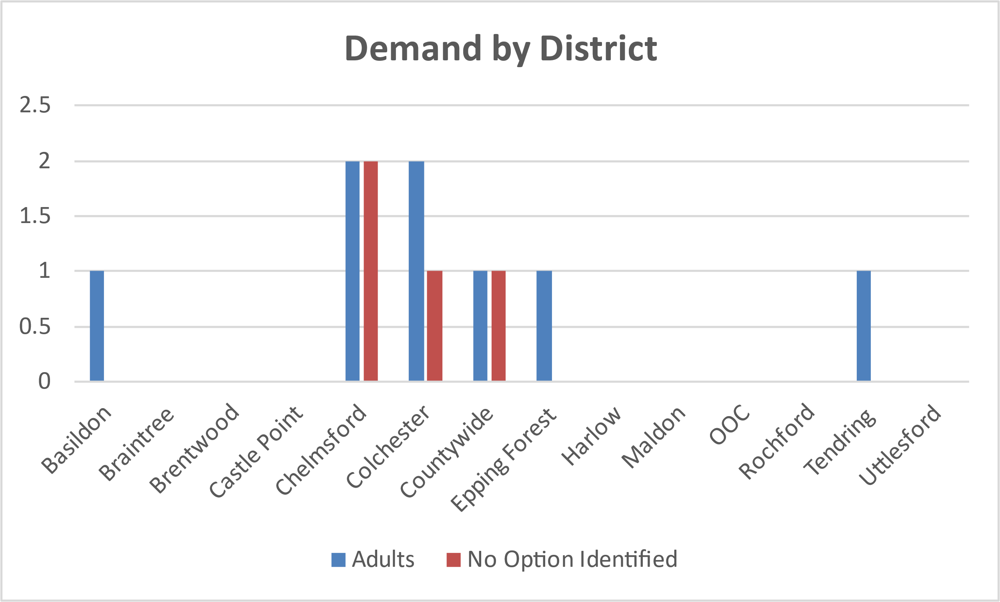 Demand by District
2.5
2
1.5
1
0.5
0
Basildon
Braintree
Brentwood
Castle Point
Chelmsford
Colchester
Countywide
Epping Forest
Harlow
Maldon
OOC
Rochford
Tendring
Uttlesford
Adults
No Option Identified